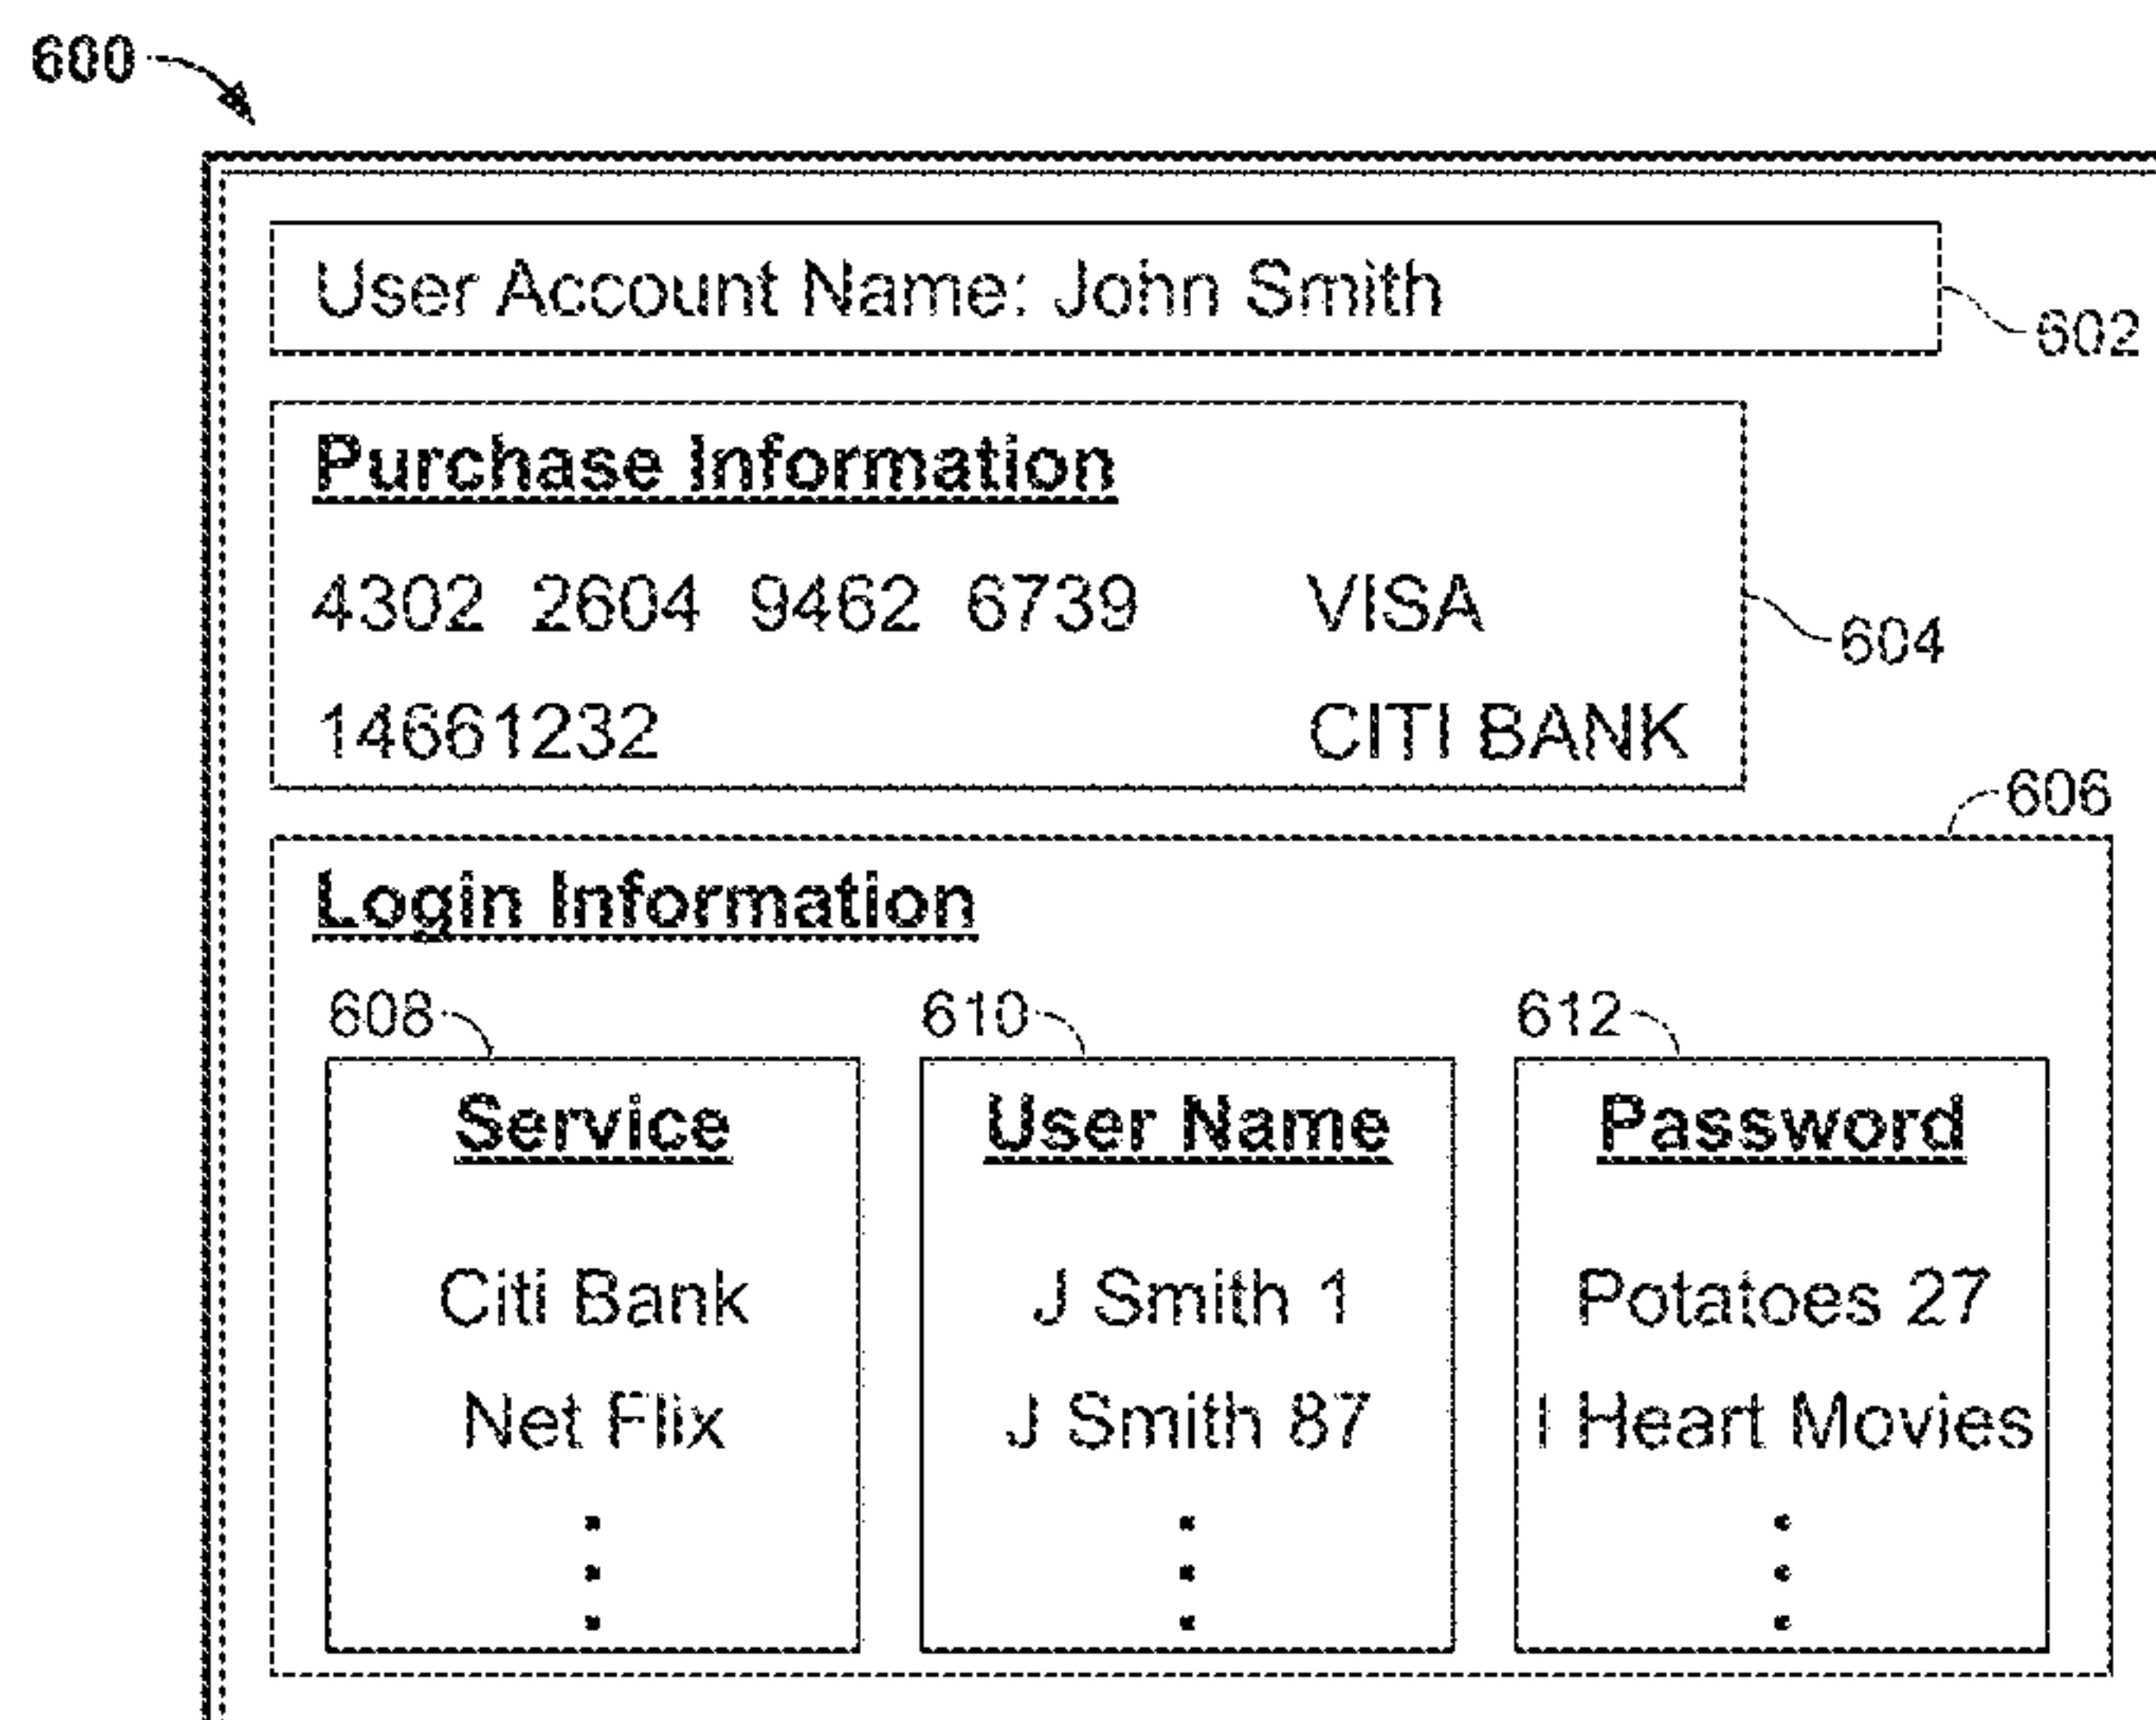 600
User Account Name: John Smith
602
Purchase Information
4302 2604 9462 6739 VISA
604
14661232 CITI BANK
606
Login Information
608 610 612
Service User Name Password
Citi Bank J Smith 1 Potatoes 27
Net Flix J Smith 87 I Heart Movies